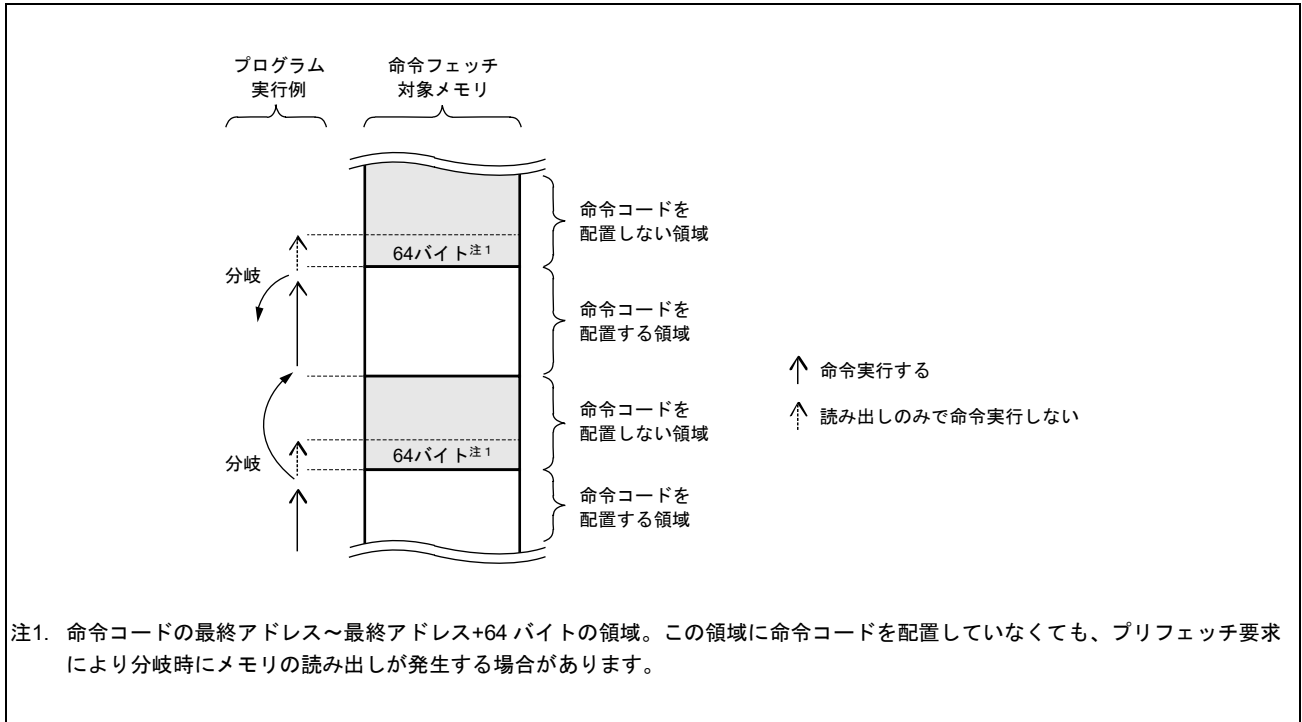 プログラム
実行例
命令フェッチ
対象メモリ
命令コードを
配置しない領域
64バイト注1
分岐
命令コードを
配置する領域
命令実行する
命令コードを
配置しない領域
読み出しのみで命令実行しない
64バイト注1
分岐
命令コードを
配置する領域
注1. 命令コードの最終アドレス～最終アドレス+64 バイトの領域。この領域に命令コードを配置していなくても、プリフェッチ要求
により分岐時にメモリの読み出しが発生する場合があります。